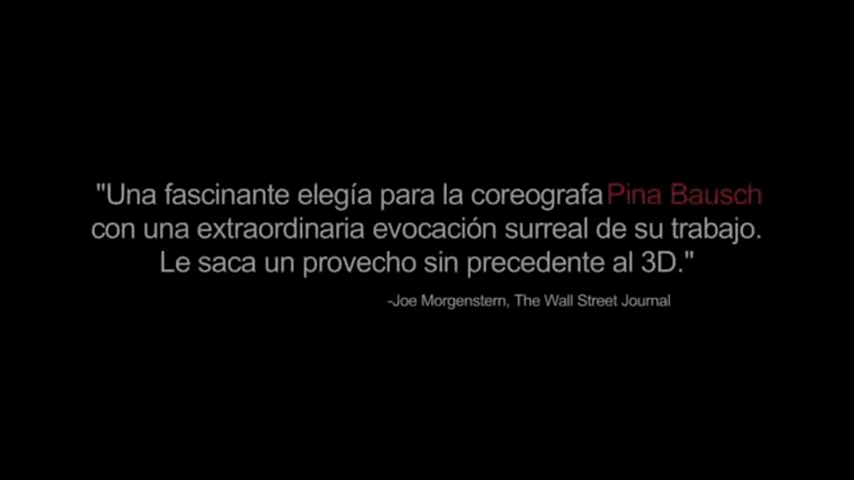 "Una fascinante elegía para la coreografa Pina Bausch
con una extraordinaria evocación surreal de su trabajo.
Le saca un provecho sin precedente al 3D."
-Joe Morgenstern, The Wall Street Journal